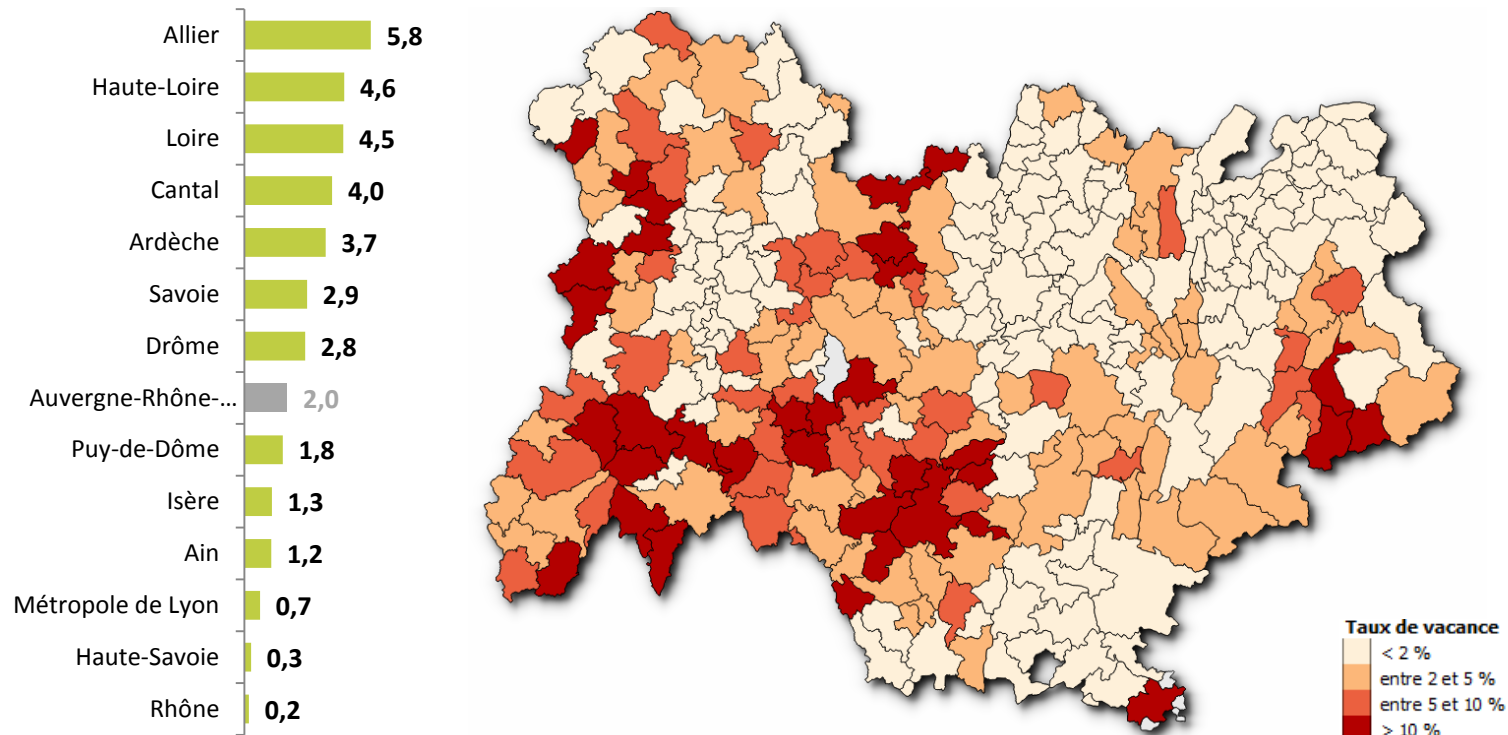 Allier 5,8
Haute-Loire 4,6
Loire 4,5
Cantal 4,0
Ardèche 3,7
Savoie 2,9
Drôme 2,8
Auvergne-Rhône-... 2,0
Puy-de-Dôme 1,8
Isère 1,3
Ain 1,2
Métropole de Lyon 0,7
Haute-Savoie 0,3
Rhône 0,2
Taux de vacance
< 2 %
entre 2 et 5 %
entre 5 et 10 %
> 10 %